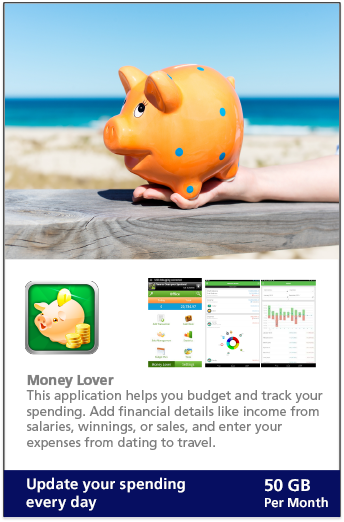 Money Lover
This application helps you budget and track your
spending. Add financial details like income from
salaries, winnings, or sales, and enter your
expenses from dating to travel.
Update your spending
every day
50 GB
Per Month